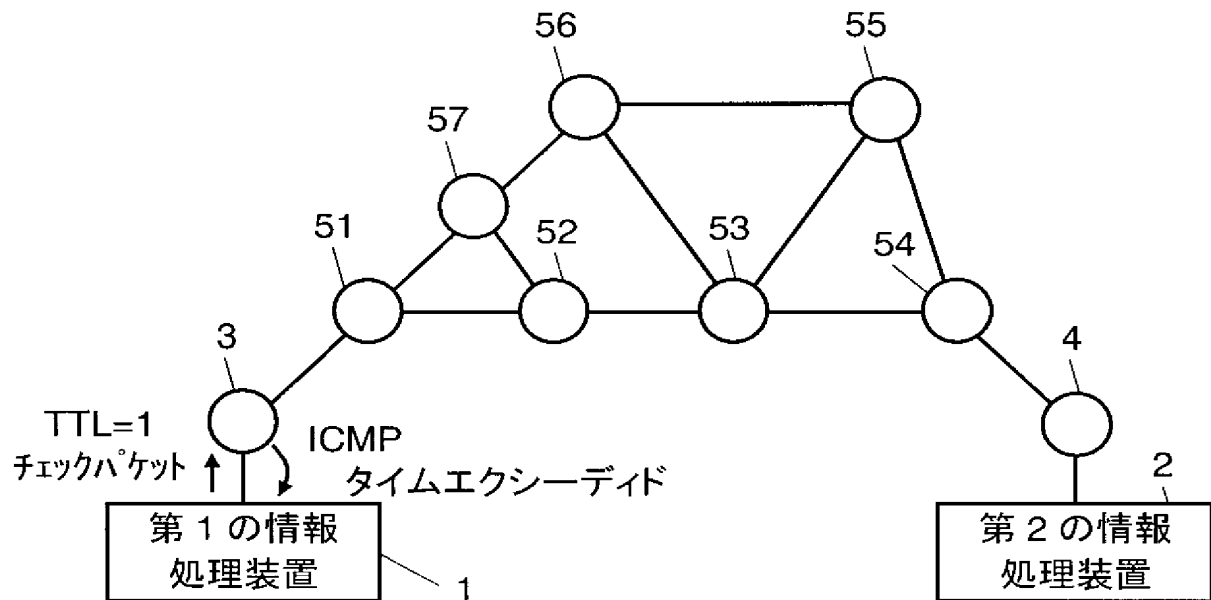 56
55
57
51
52
53
54
3
4
TTL=1
チェックパケット
ICMP
タイムエクシーディド
第1の情報
処理装置
1
2
第2の情報
処理装置